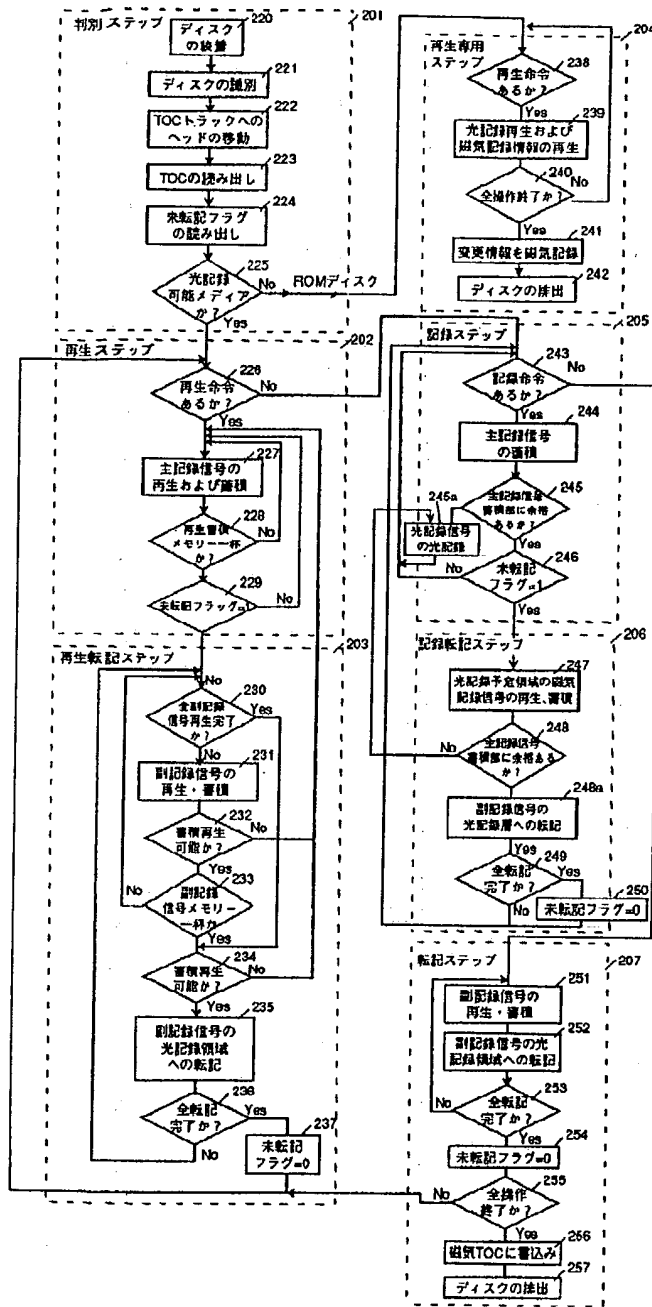 判別ステップ
201
220
ディスク
の装着
221
ディスクの識別
222
TOCトラックへの
ヘッドの移動
223
TOCの読み出し
224
未転記フラグ
の読み出し
225
光記録
可能メディア
か?
No
ROMディスク
Yes
再生ステップ
202
226
再生命令
あるか?
No
Yes
227
主記録信号の
再生および蓄積
228
再生蓄積
メモリー一杯
か?
No
Yes
229
未転記フラッグ=1
No
再生転記ステップ
203
No
230
全副記録
信号再生完了
か?
Yes
No
231
副記録信号の
再生・蓄積
232
蓄積再生
可能か?
No
Yes
233
副記録
信号メモリー
一杯か
No
Yes
234
蓄積再生
可能か?
No
Yes
235
副記録信号の
光記録領域
への転記
236
全転記
完了か?
Yes
No
237
未転記
フラグ=0
204
再生専用
ステップ
238
再生命令
あるか?
Yes
239
光記録再生および
磁気記録情報の再生
240
全操作終了か?
No
Yes
241
変更情報を磁気記録
242
ディスクの排出
205
記録ステップ
243
記録命令
あるか?
No
Yes
244
主記録信号
の蓄積
245
主記録信号
蓄積部に余裕
あるか?
245a
光記録信号
の光記録
Yes
246
未転記
フラグ=1
No
Yes
206
記録転記ステップ
247
光記録予定領域の磁気
記録信号の再生、蓄積
248
主記録信号
蓄積部に余裕ある
か?
No
248a
副記録信号の
光記録層への転記
Yes
249
全転記
完了か?
Yes
No
250
未転記フラグ=0
転記ステップ
207
251
副記録信号の
再生・蓄積
252
副記録信号の光
記録領域への転記
253
全転記
完了か?
No
Yes
254
未転記フラグ=0
255
全操作
終了か?
No
Yes
256
磁気TOCに書込み
257
ディスクの排出